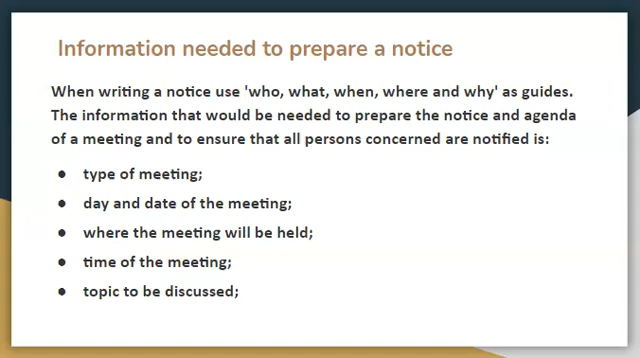 Information needed to prepare a notice
When writing a notice use 'who, what, when, where and why' as guides.
The information that would be needed to prepare the notice and agenda
of a meeting and to ensure that all persons concerned are notified is:
● type of meeting;
● day and date of the meeting;
● where the meeting will be held;
● time of the meeting;
● topic to be discussed;